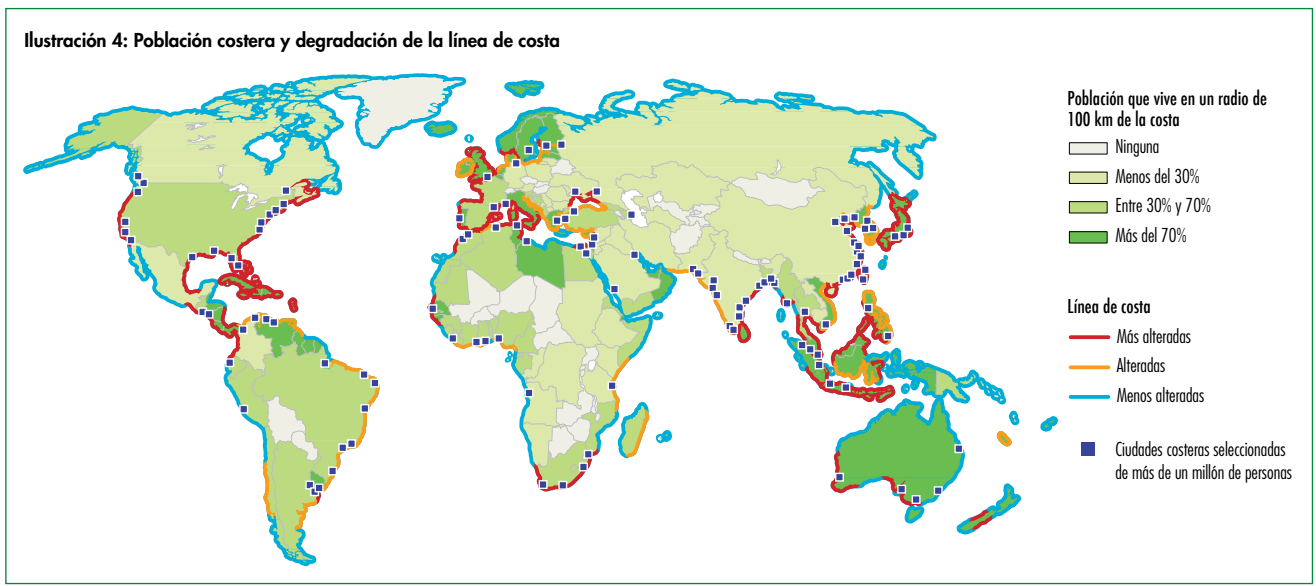 Ilustración 4: Población costera y degradación de la línea de costa
Población que vive en un radio de
100 km de la costa
Ninguna
Menos del 30%
Entre 30% y 70%
Más del 70%
Línea de costa
Más alteradas
Alteradas
Menos alteradas
Ciudades costeras seleccionadas
de más de un millón de personas